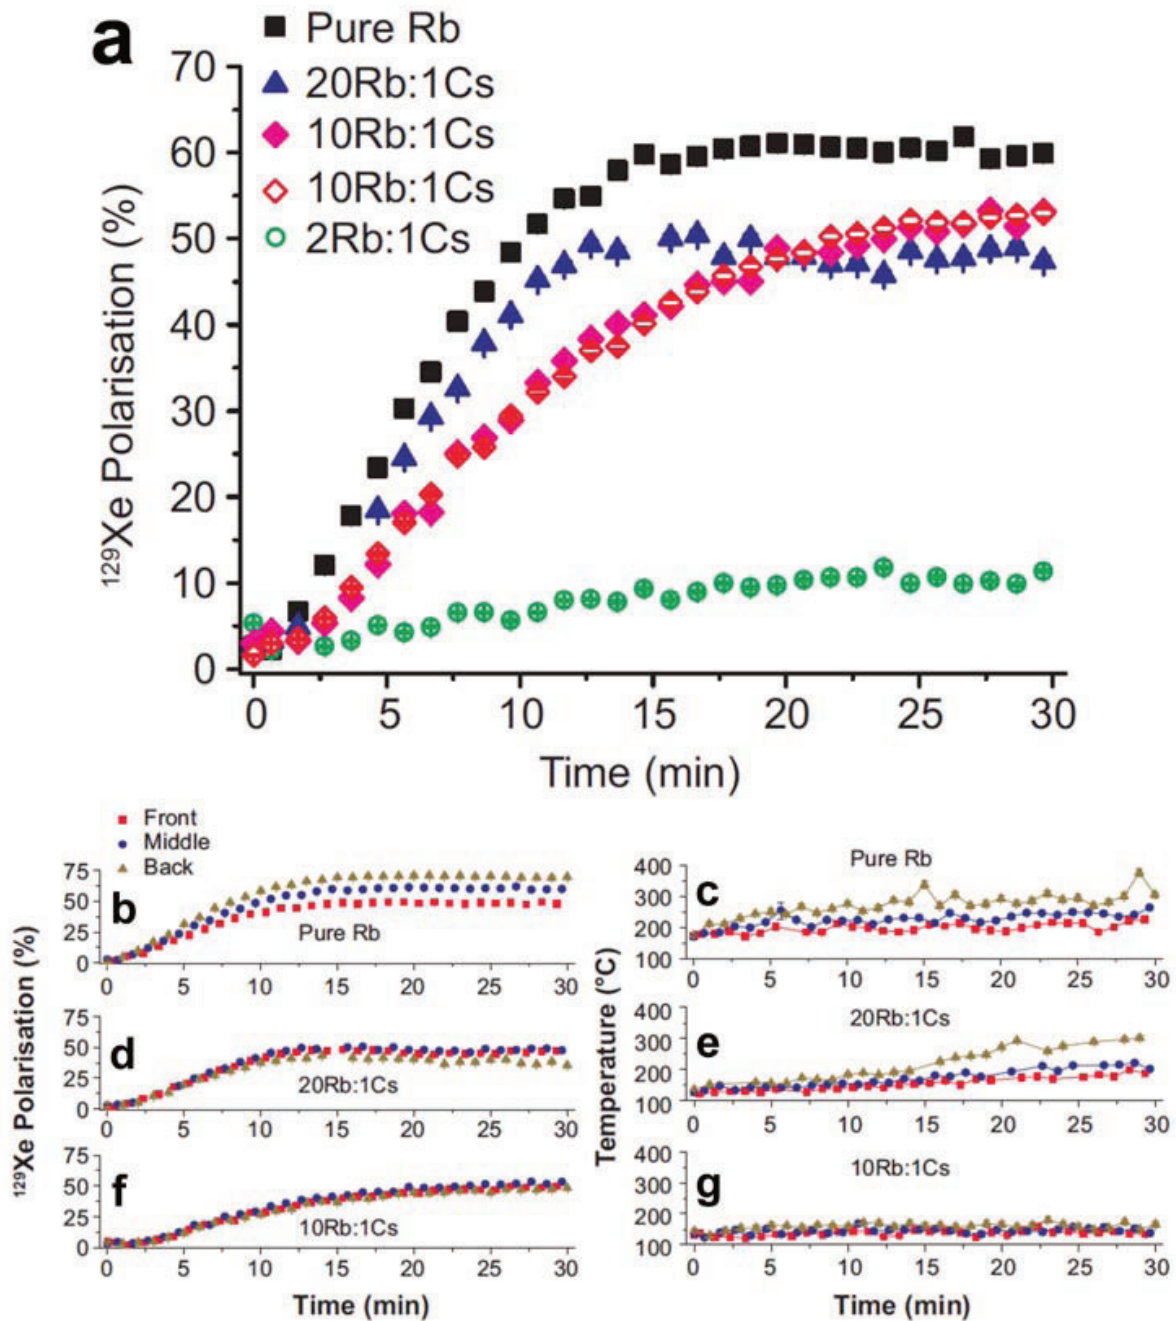 a
Pure Rb
20Rb:1Cs
10Rb:1Cs
10Rb:1Cs
2Rb:1Cs
70
60
50
40
30
20
10
0
¹²⁹Xe Polarisation (%)
0 5 10 15 20 25 30
Time (min)
Front
Middle
Back
b
75
50
25
0
Pure Rb
0 5 10 15 20 25 30
c
400
300
200
100
Pure Rb
0 5 10 15 20 25 30
¹²⁹Xe Polarisation (%)
d
75
50
25
0
20Rb:1Cs
0 5 10 15 20 25 30
Temperature (°C)
e
400
300
200
100
20Rb:1Cs
0 5 10 15 20 25 30
f
75
50
25
0
10Rb:1Cs
0 5 10 15 20 25 30
Time (min)
g
400
300
200
100
10Rb:1Cs
0 5 10 15 20 25 30
Time (min)